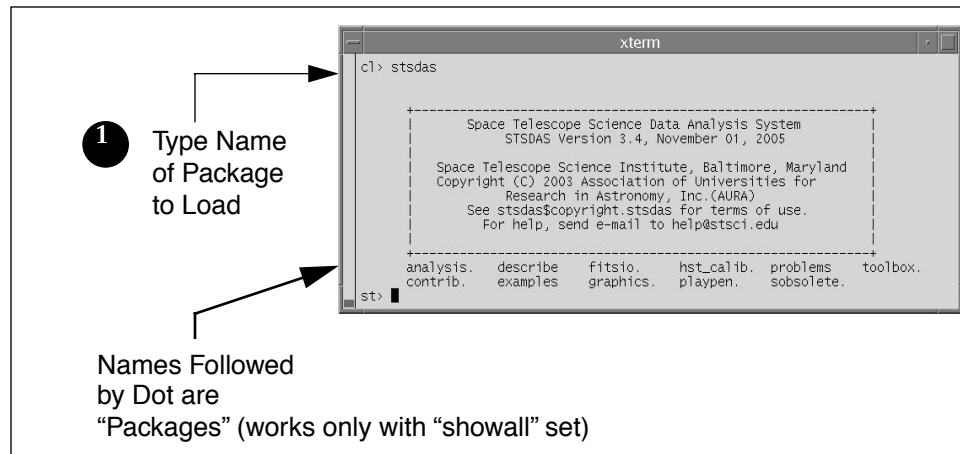 xterm
cl> stsdas
Space Telescope Science Data Analysis System
STSDAS Version 3.4, November 01, 2005
Space Telescope Science Institute, Baltimore, Maryland
Copyright (C) 2003 Association of Universities for
Research in Astronomy, Inc.(AURA)
See stsdas$copyright.stsdas for terms of use.
For help, send e-mail to help@stsci.edu
analysis. describe fitsio. hst_calib. problems toolbox.
contrib. examples graphics. playpen. sobsolete.
st>
1
Type Name
of Package
to Load
Names Followed
by Dot are
“Packages” (works only with “showall” set)